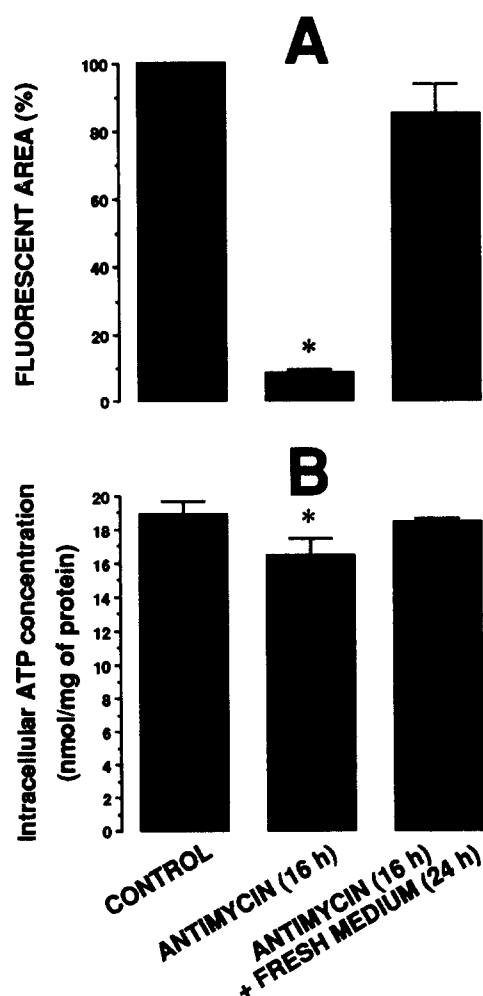 A
FLUORESCENT AREA (%)
100
80
60
40
20
0
*
B
Intracellular ATP concentration
(nmol/mg of protein)
20
18
16
14
12
10
8
6
4
2
0
*
CONTROL
ANTIMYCIN (16 h)
ANTIMYCIN (16 h)
+ FRESH MEDIUM (24 h)